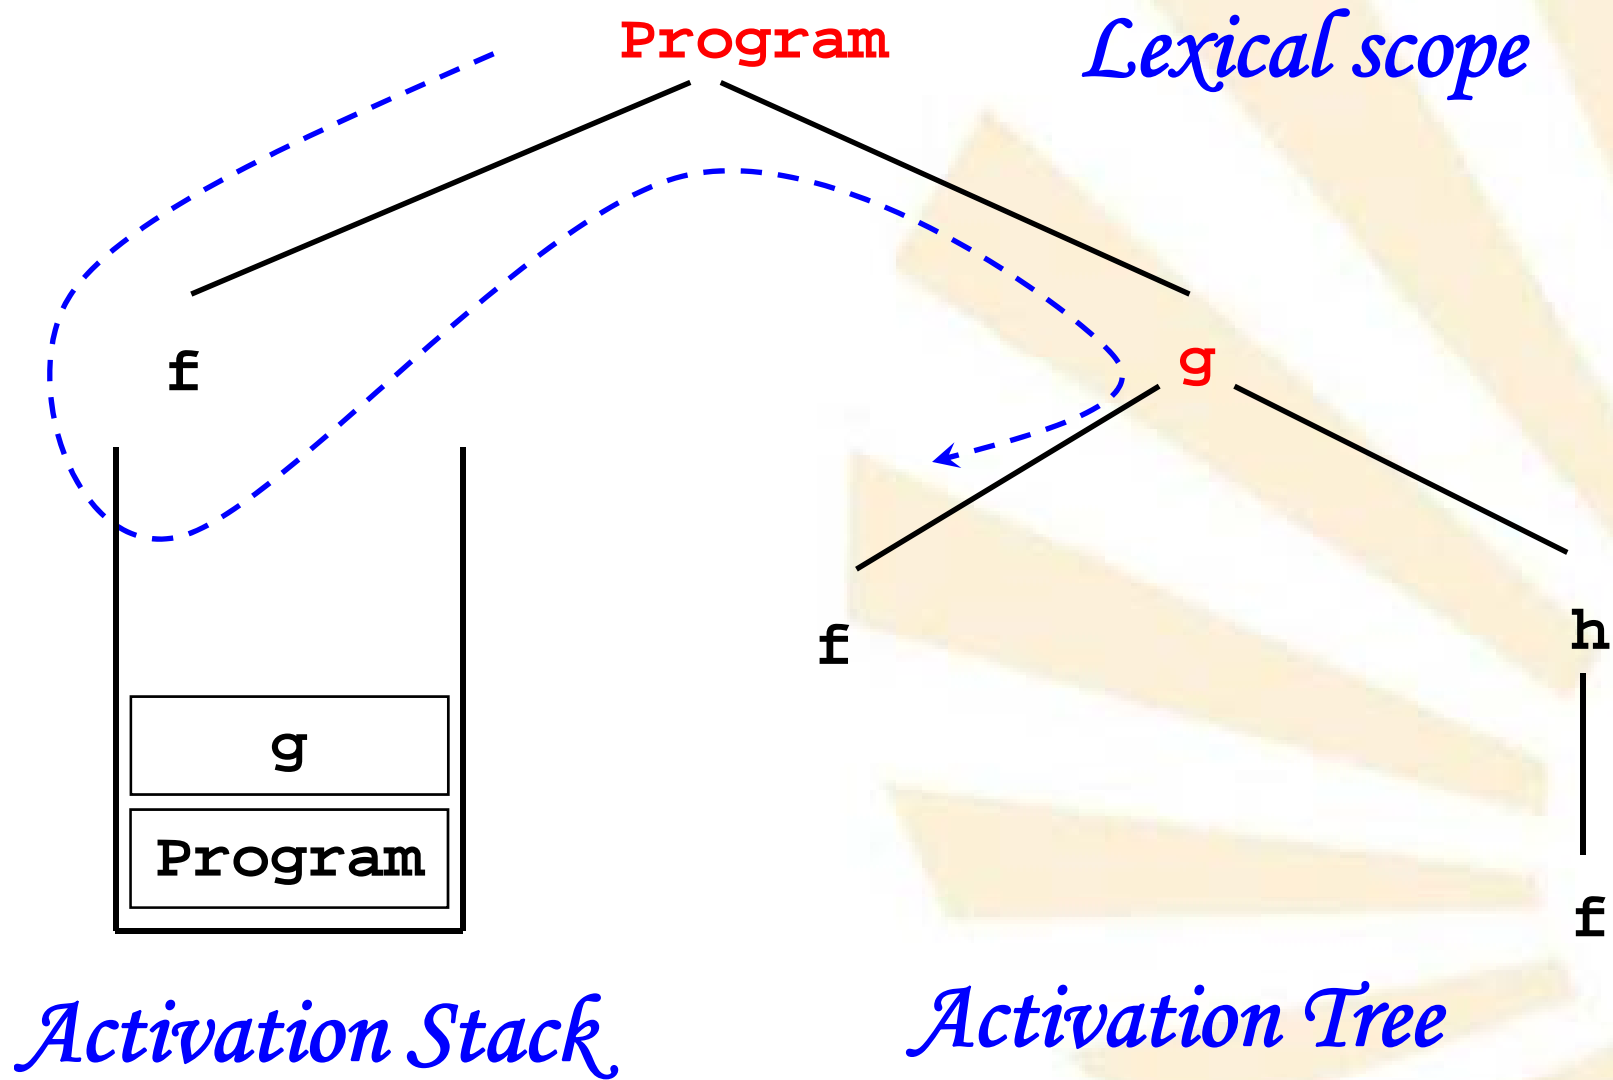 Program
Lexical scope
f
g
f
h
g
Program
f
Activation Stack
Activation Tree